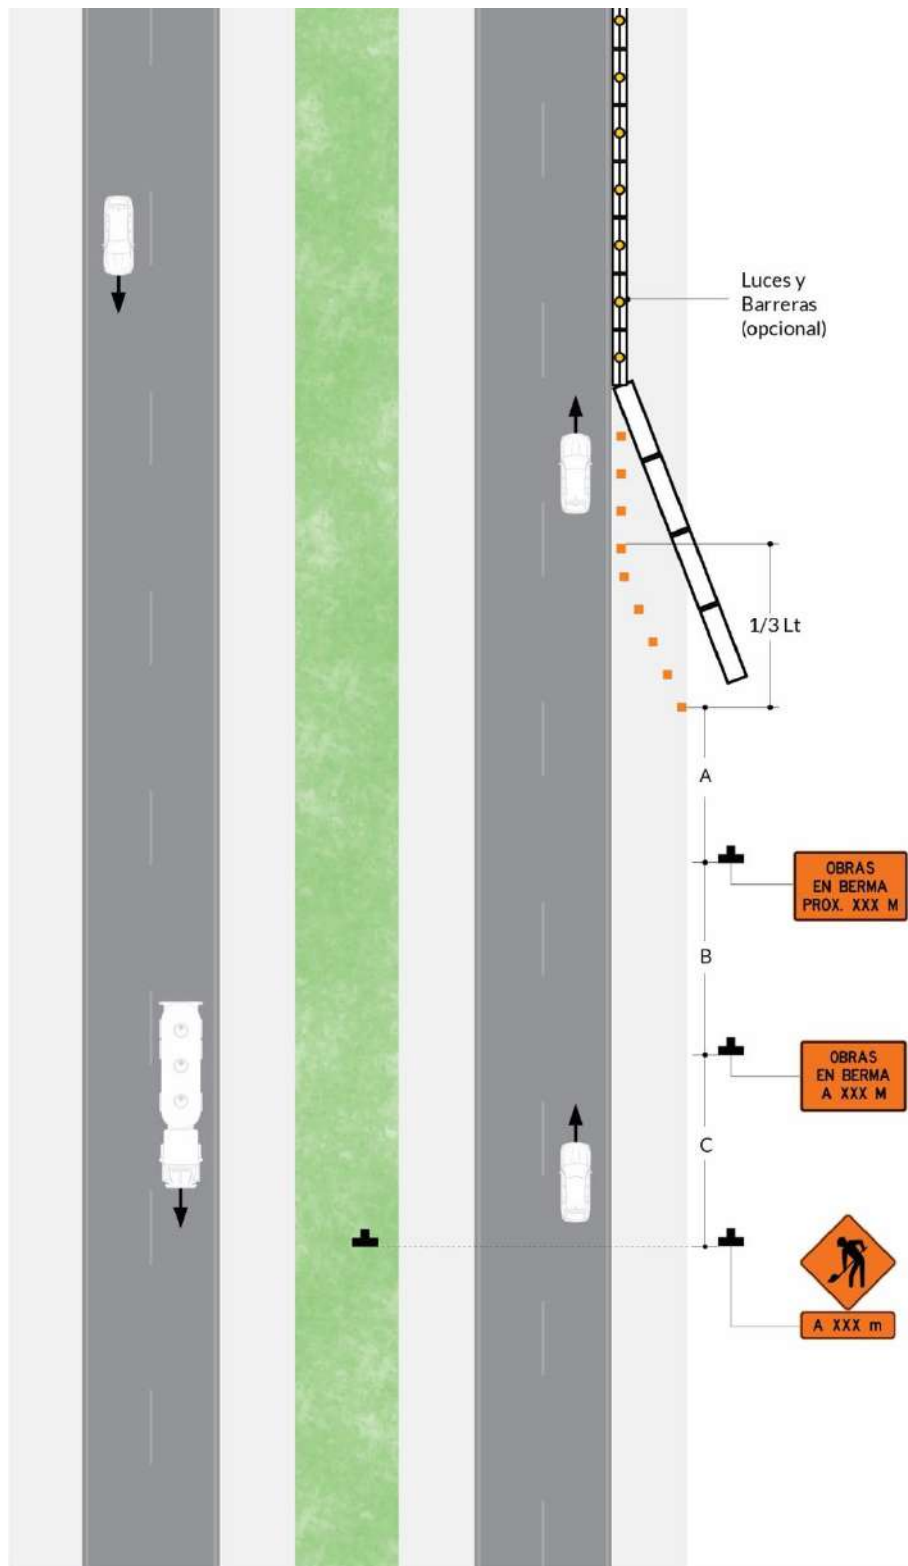 Luces y
Barreras
(opcional)
1/3 Lt
A
OBRAS
EN BERMA
PROX. XXX M
B
OBRAS
EN BERMA
A XXX M
C
A XXX m